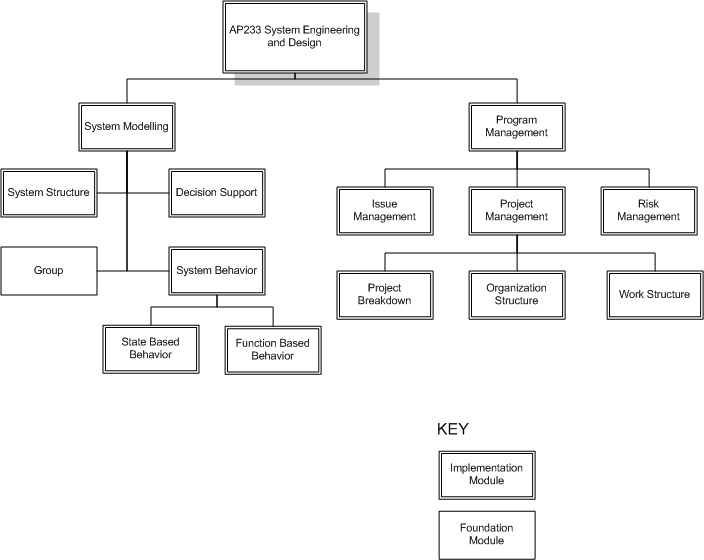 AP233 System Engineering
and Design
System Modelling
Program
Management
System Structure
Decision Support
Issue
Management
Project
Management
Risk
Management
Group
System Behavior
Project
Breakdown
Organization
Structure
Work Structure
State Based
Behavior
Function Based
Behavior
KEY
Implementation
Module
Foundation
Module